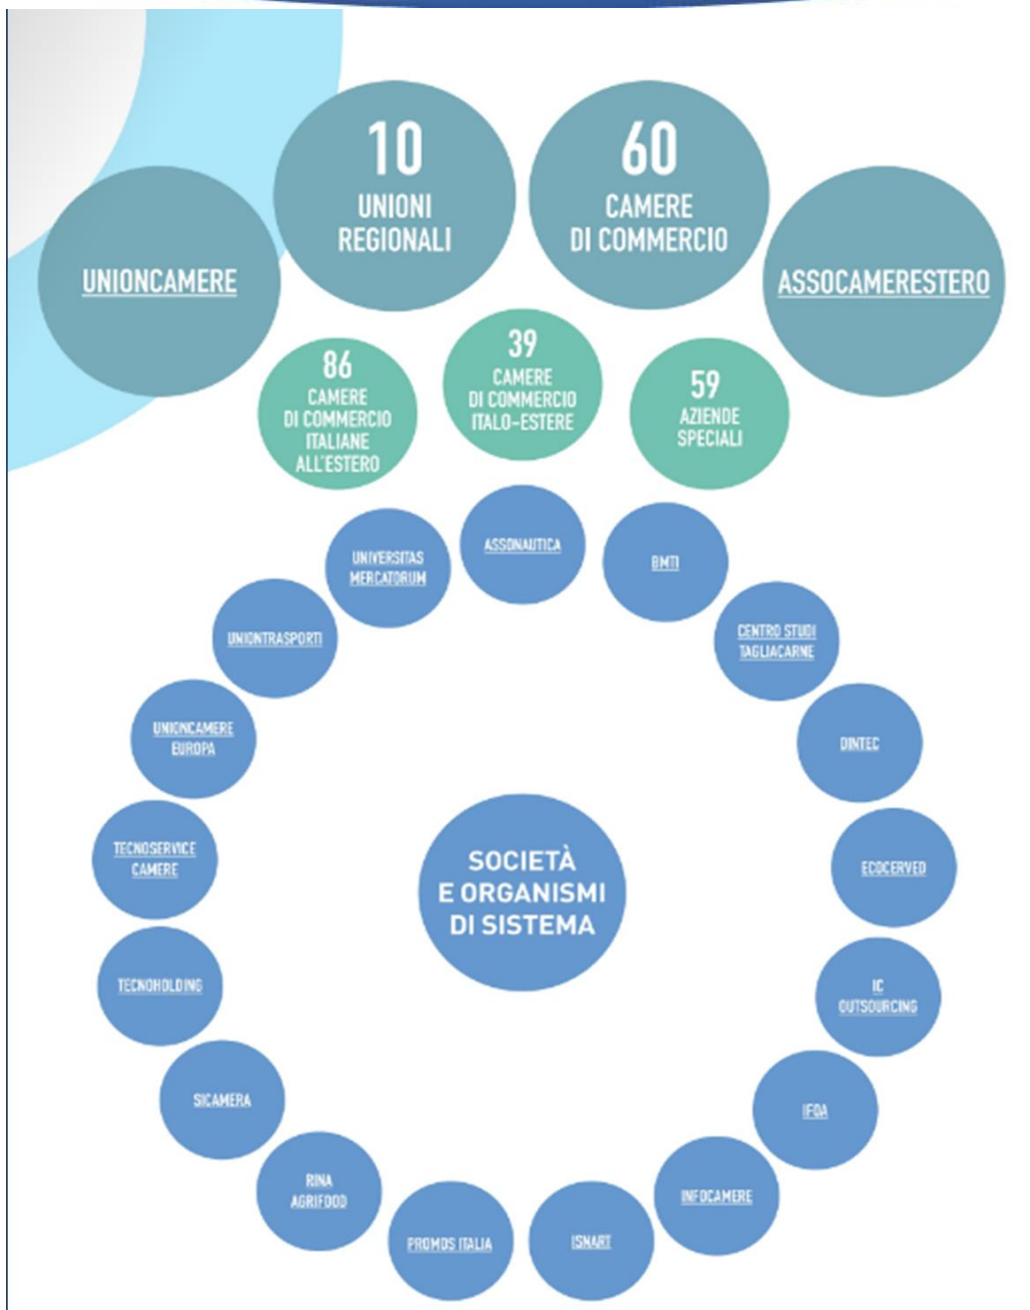 10
UNIONI
REGIONALI
60
CAMERE
DI COMMERCIO
UNIONCAMERE
ASSOCAMERESTERO
86
CAMERE
DI COMMERCIO
ITALIANE
ALL'ESTERO
39
CAMERE
DI COMMERCIO
ITALO-ESTERE
59
AZIENDE
SPECIALI
ASSONAUTICA
BMTI
CENTRO STUDI
TAGLIACARNE
DINTEC
ECOCERVED
IC
OUTSOURCING
IFOA
INFOCAMERE
ISNART
PROMOS ITALIA
RINA
AGRIFOOD
SICAMERA
TECNOHOLDING
TECNOSERVICE
CAMERE
UNIONCAMERE
EUROPA
UNIONTRASPORTI
UNIVERSITAS
MERCATORUM
SOCIETÀ
E ORGANISMI
DI SISTEMA